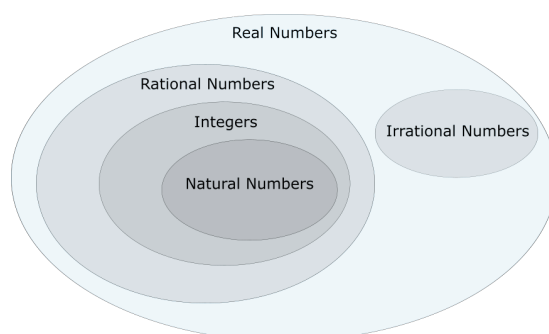 Real Numbers
Rational Numbers
Integers
Irrational Numbers
Natural Numbers